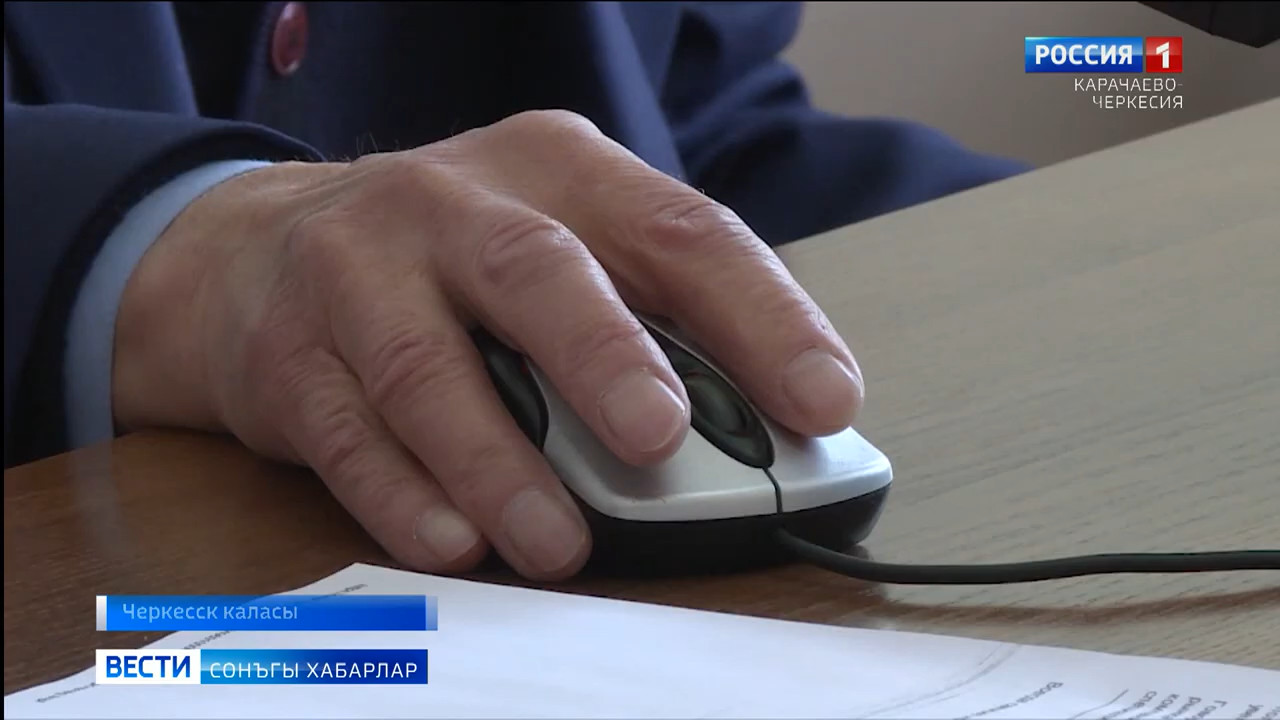 РОССИЯ 1
КАРАЧАЕВО-
ЧЕРКЕСИЯ
Черкесск каласы
ВЕСТИ СОНЪГЫ ХАБАРЛАР